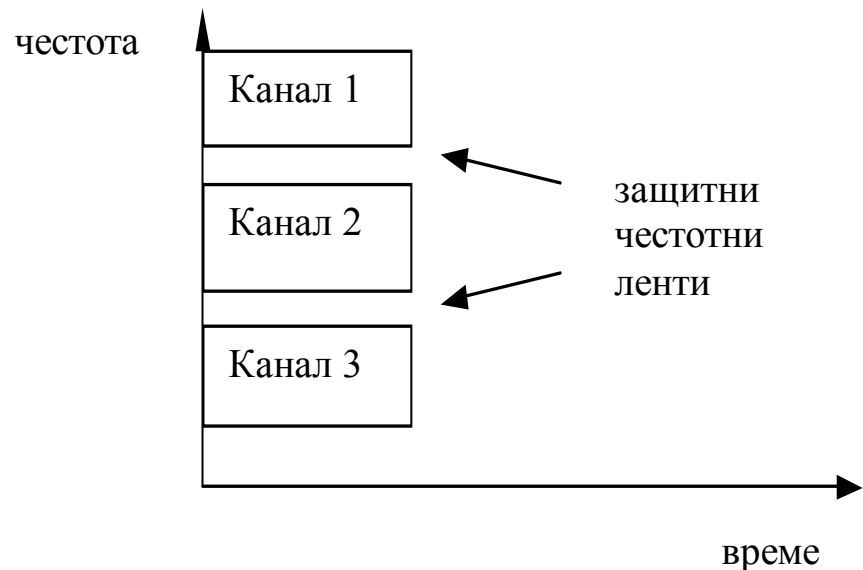 честота
Канал 1
защитни
честотни
ленти
Канал 2
Канал 3
време